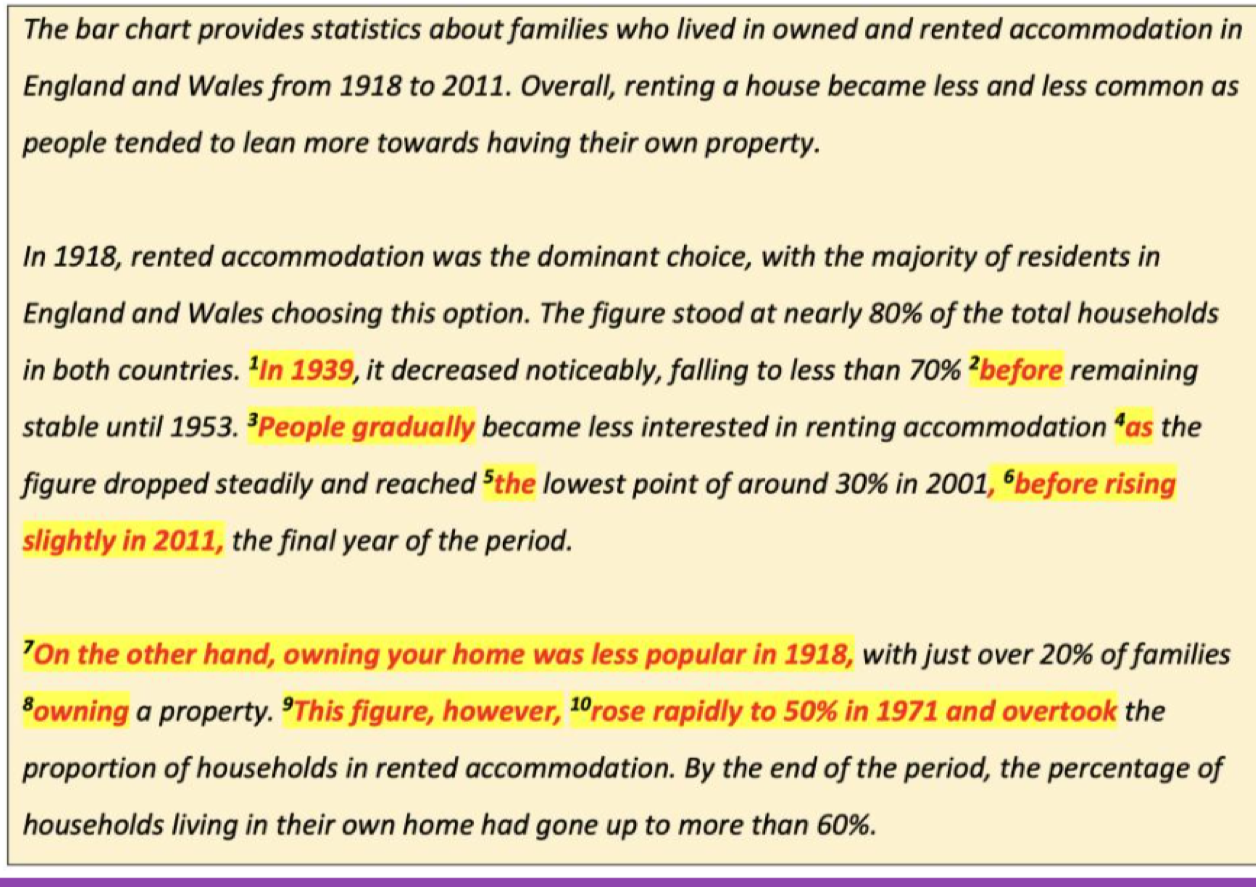 The bar chart provides statistics about families who lived in owned and rented accommodation in
England and Wales from 1918 to 2011. Overall, renting a house became less and less common as
people tended to lean more towards having their own property.
In 1918, rented accommodation was the dominant choice, with the majority of residents in
England and Wales choosing this option. The figure stood at nearly 80% of the total households
in both countries. ¹In 1939, it decreased noticeably, falling to less than 70% ²before remaining
stable until 1953. ³People gradually became less interested in renting accommodation ⁴as the
figure dropped steadily and reached ⁵the lowest point of around 30% in 2001, ⁶before rising
slightly in 2011, the final year of the period.
⁷On the other hand, owning your home was less popular in 1918, with just over 20% of families
⁸owning a property. ⁹This figure, however, ¹⁰rose rapidly to 50% in 1971 and overtook the
proportion of households in rented accommodation. By the end of the period, the percentage of
households living in their own home had gone up to more than 60%.